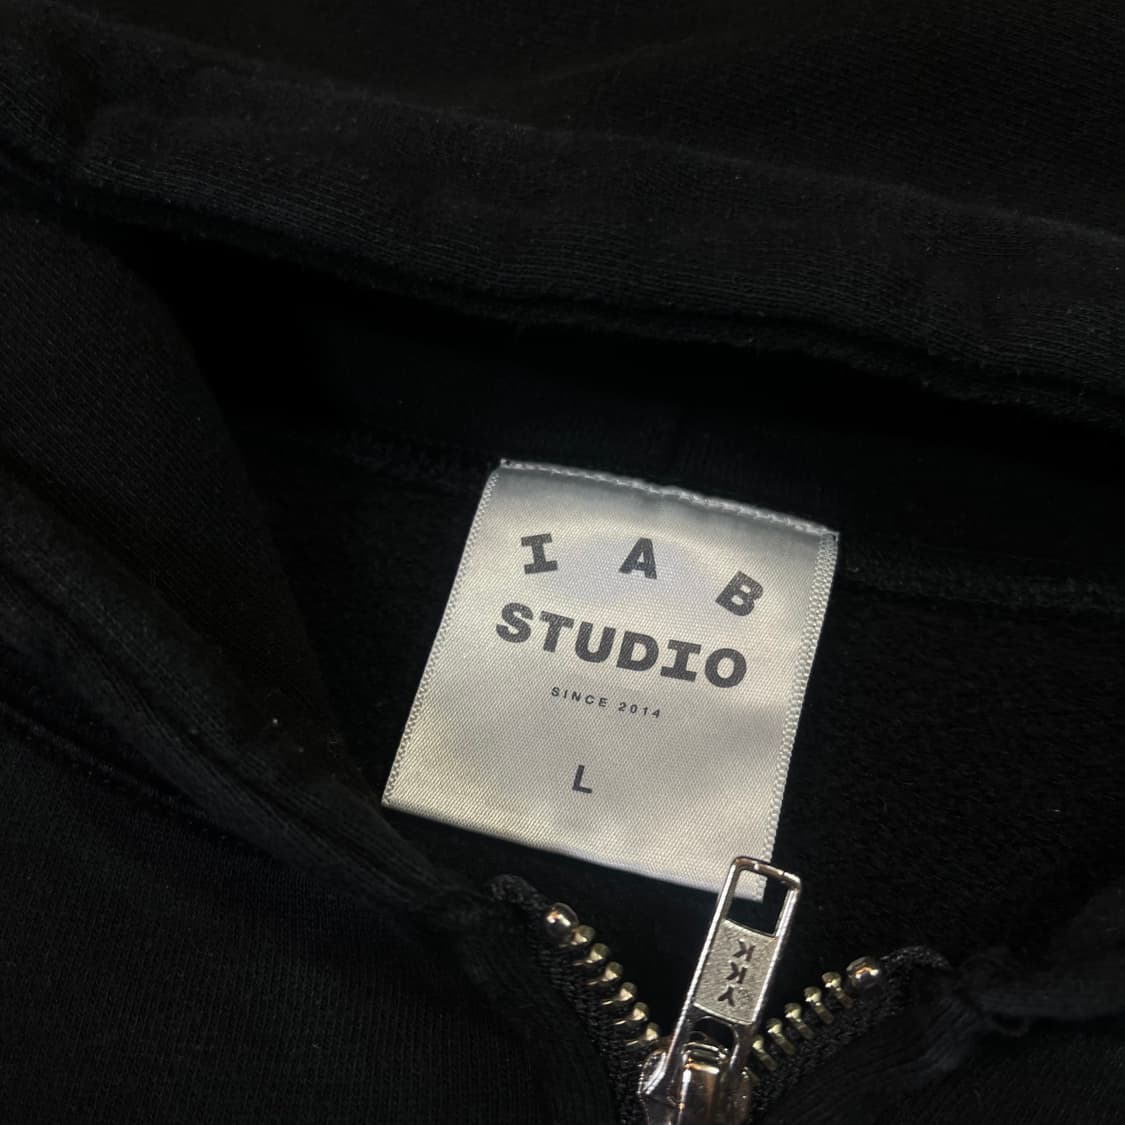 I A B
STUDIO
SINCE 2014
L
YKK